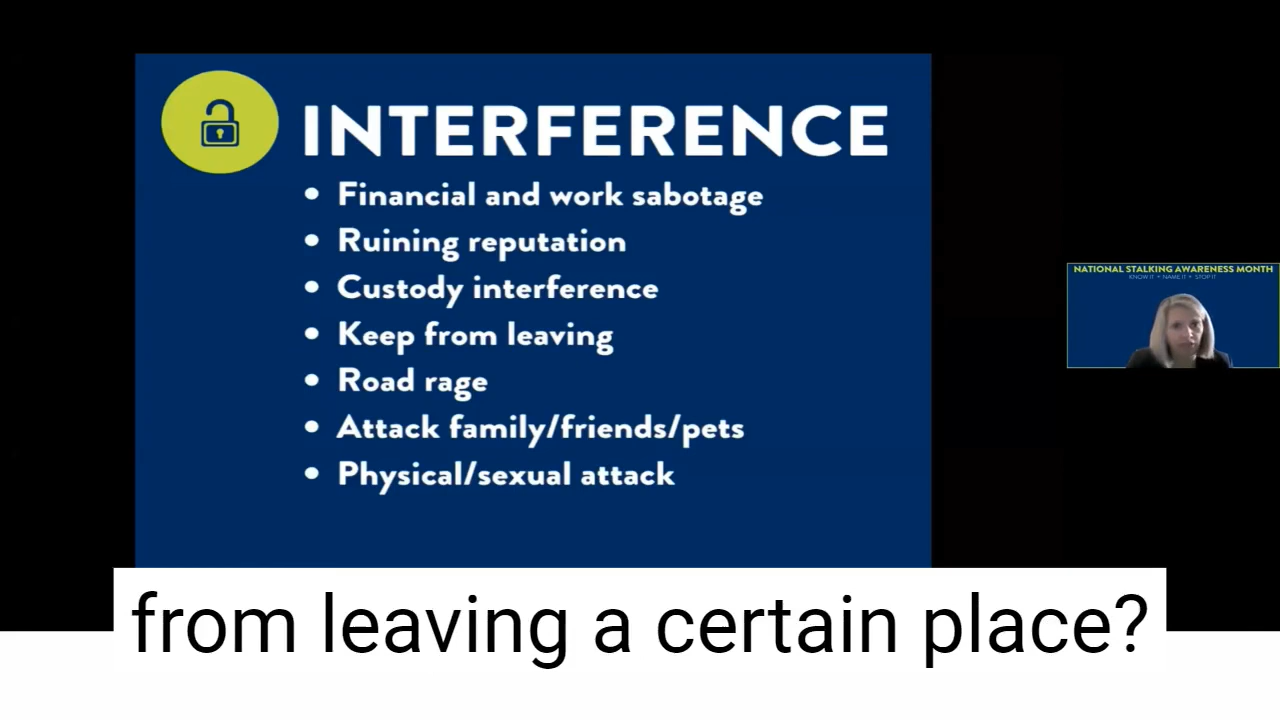 INTERFERENCE
• Financial and work sabotage
• Ruining reputation
• Custody interference
• Keep from leaving
• Road rage
• Attack family/friends/pets
• Physical/sexual attack
NATIONAL STALKING AWARENESS MONTH
KNOW IT • NAME IT • STOP IT
from leaving a certain place?